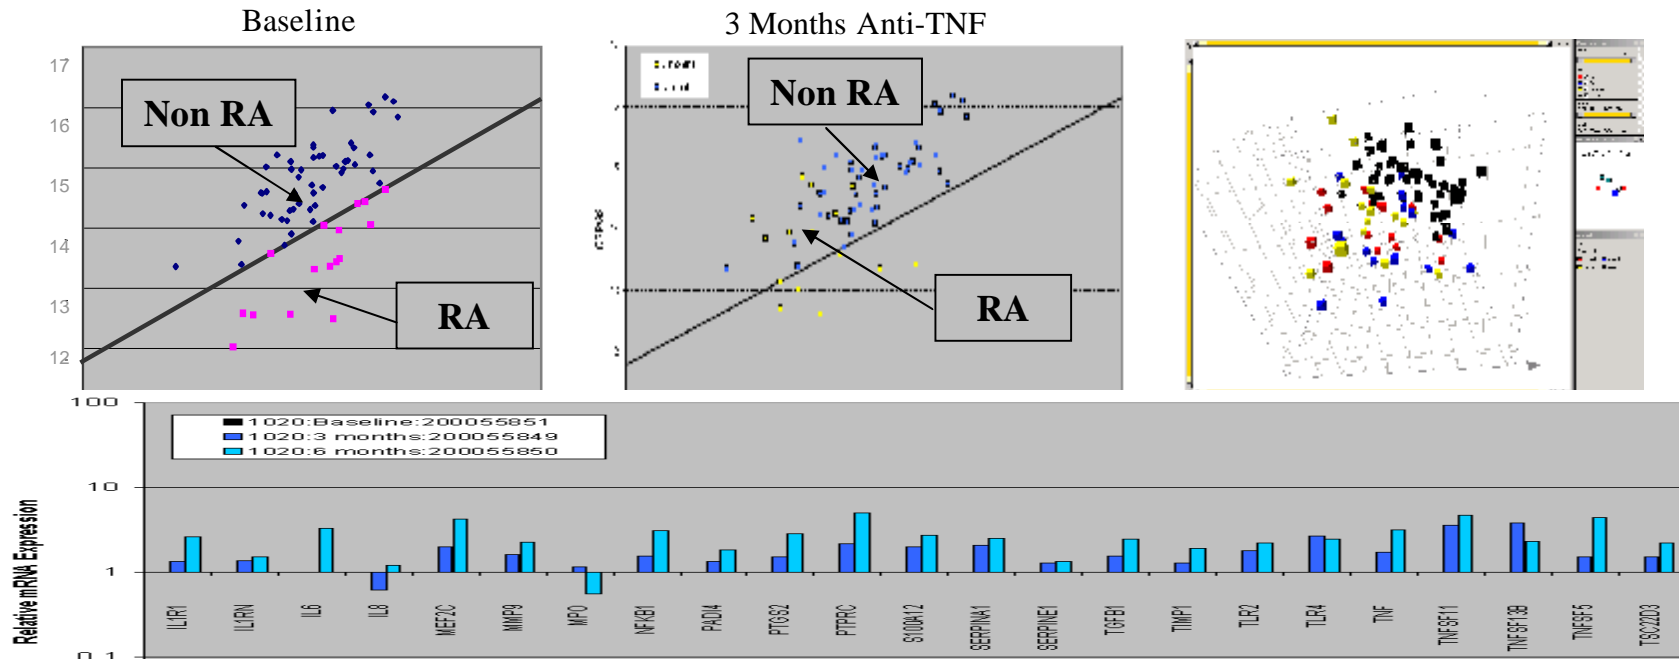 Baseline
3 Months Anti-TNF
17
16
15
14
13
12
Non RA
RA
Non RA
RA
100
10
1
0.1
Relative mRNA Expression
1020:Baseline:200055851
1020:3 months:200055849
1020:6 months:200055850
IL1R1
IL1RN
IL6
IL8
MEF2C
MMP9
MPO
NFKB1
PADI4
PTGS2
PTPRC
S100A12
SERPINA1
SERPINE1
TGFB1
TIMP1
TLR2
TLR4
TNF
TNFSF11
TNFSF13B
TNFSF5
TSC22D3